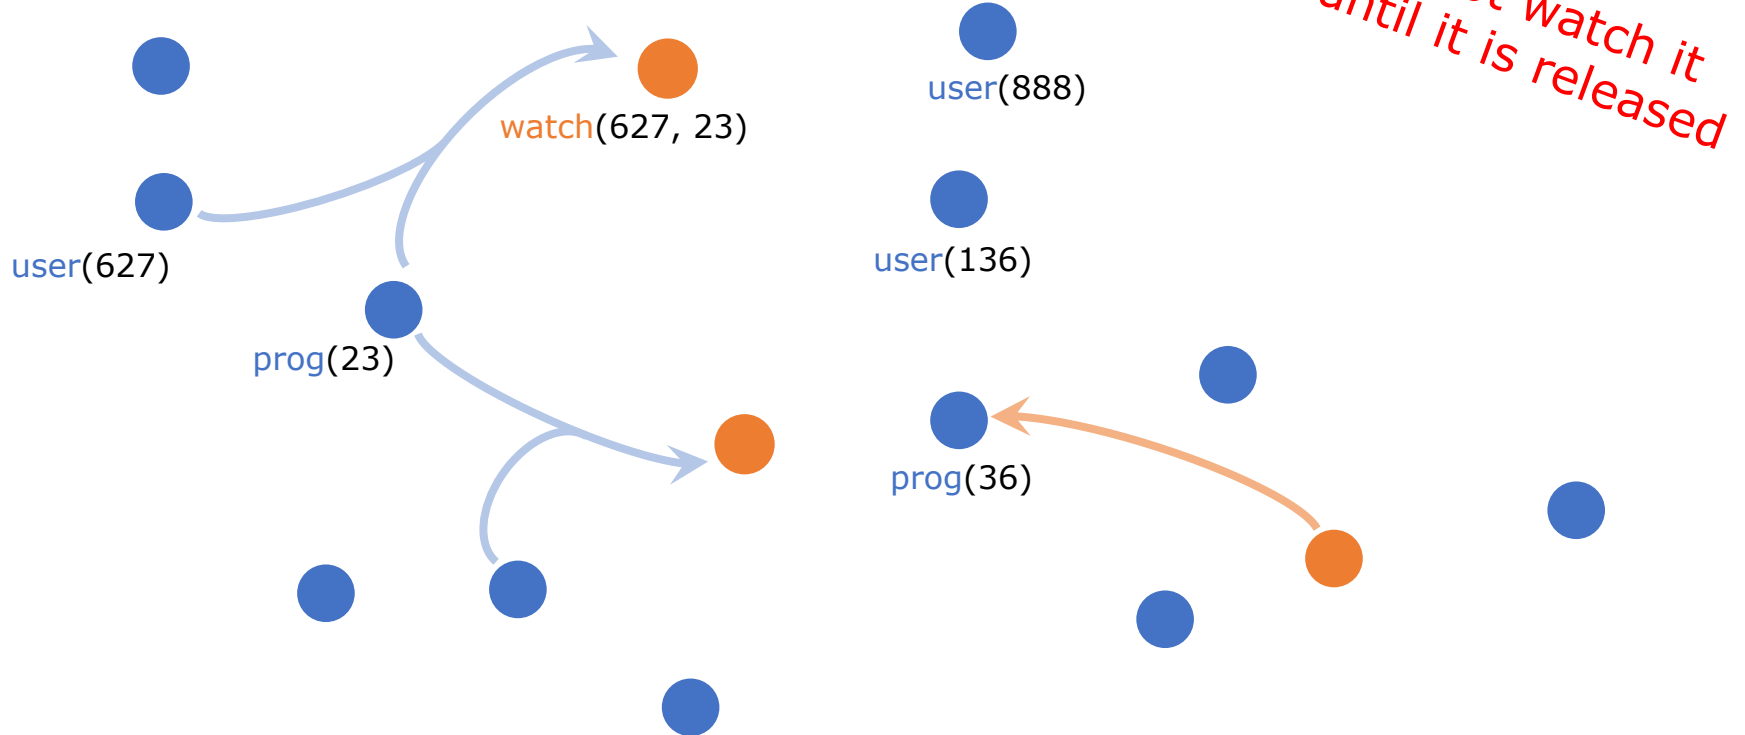 watch(627, 23)
user(627)
prog(23)
user(888)
user(136)
prog(36)
watch it
until it is released